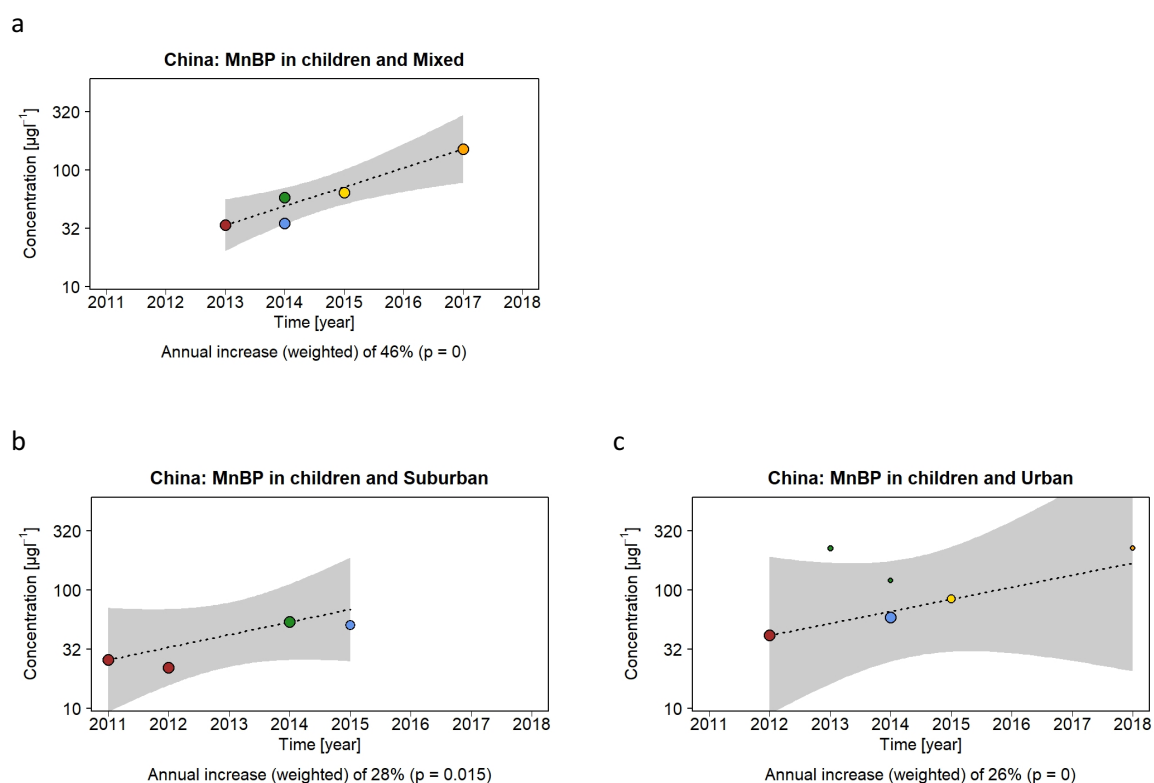 a
China: MnBP in children and Mixed
Concentration [µgl⁻¹]
320
100
32
10
2011 2012 2013 2014 2015 2016 2017 2018
Time [year]
Annual increase (weighted) of 46% (p = 0)
b
China: MnBP in children and Suburban
Concentration [µgl⁻¹]
320
100
32
10
2011 2012 2013 2014 2015 2016 2017 2018
Time [year]
Annual increase (weighted) of 28% (p = 0.015)
c
China: MnBP in children and Urban
Concentration [µgl⁻¹]
320
100
32
10
2011 2012 2013 2014 2015 2016 2017 2018
Time [year]
Annual increase (weighted) of 26% (p = 0)